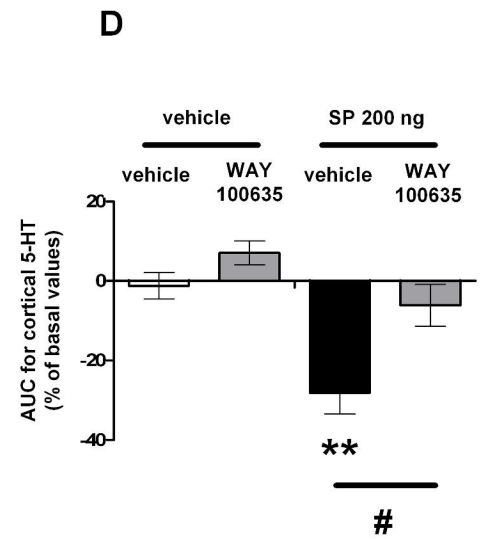 D
vehicle SP 200 ng
vehicle WAY 100635 vehicle WAY 100635
AUC for cortical 5-HT
(% of basal values)
20
0
-20
-40
**
#